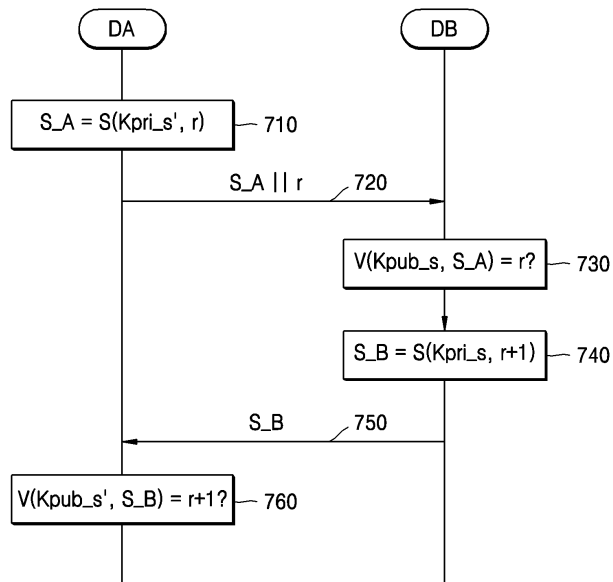 DA
DB
S_A = S(Kpri_s', r)
710
S_A || r
720
V(Kpub_s, S_A) = r?
730
S_B = S(Kpri_s, r+1)
740
S_B
750
V(Kpub_s', S_B) = r+1?
760